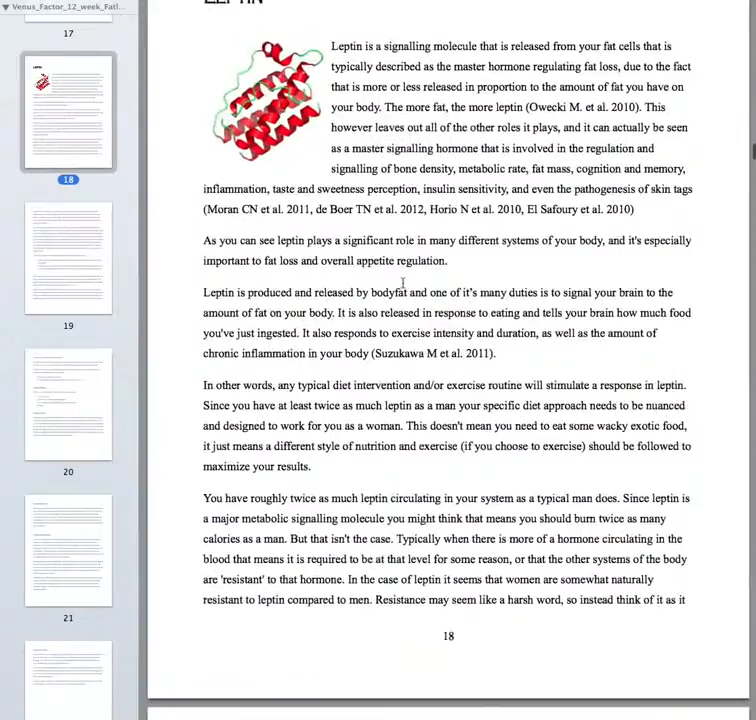 Venus_Factor_12_week_Fatl...
17
18
19
20
21
LEPTIN
Leptin is a signalling molecule that is released from your fat cells that is
typically described as the master hormone regulating fat loss, due to the fact
that is more or less released in proportion to the amount of fat you have on
your body. The more fat, the more leptin (Owecki M. et al. 2010). This
however leaves out all of the other roles it plays, and it can actually be seen
as a master signalling hormone that is involved in the regulation and
signalling of bone density, metabolic rate, fat mass, cognition and memory,
inflammation, taste and sweetness perception, insulin sensitivity, and even the pathogenesis of skin tags
(Moran CN et al. 2011, de Boer TN et al. 2012, Horio N et al. 2010, El Safoury et al. 2010)
As you can see leptin plays a significant role in many different systems of your body, and it's especially
important to fat loss and overall appetite regulation.
Leptin is produced and released by bodyfat and one of it's many duties is to signal your brain to the
amount of fat on your body. It is also released in response to eating and tells your brain how much food
you've just ingested. It also responds to exercise intensity and duration, as well as the amount of
chronic inflammation in your body (Suzukawa M et al. 2011).
In other words, any typical diet intervention and/or exercise routine will stimulate a response in leptin.
Since you have at least twice as much leptin as a man your specific diet approach needs to be nuanced
and designed to work for you as a woman. This doesn't mean you need to eat some wacky exotic food,
it just means a different style of nutrition and exercise (if you choose to exercise) should be followed to
maximize your results.
You have roughly twice as much leptin circulating in your system as a typical man does. Since leptin is
a major metabolic signalling molecule you might think that means you should burn twice as many
calories as a man. But that isn't the case. Typically when there is more of a hormone circulating in the
blood that means it is required to be at that level for some reason, or that the other systems of the body
are 'resistant' to that hormone. In the case of leptin it seems that women are somewhat naturally
resistant to leptin compared to men. Resistance may seem like a harsh word, so instead think of it as it
18